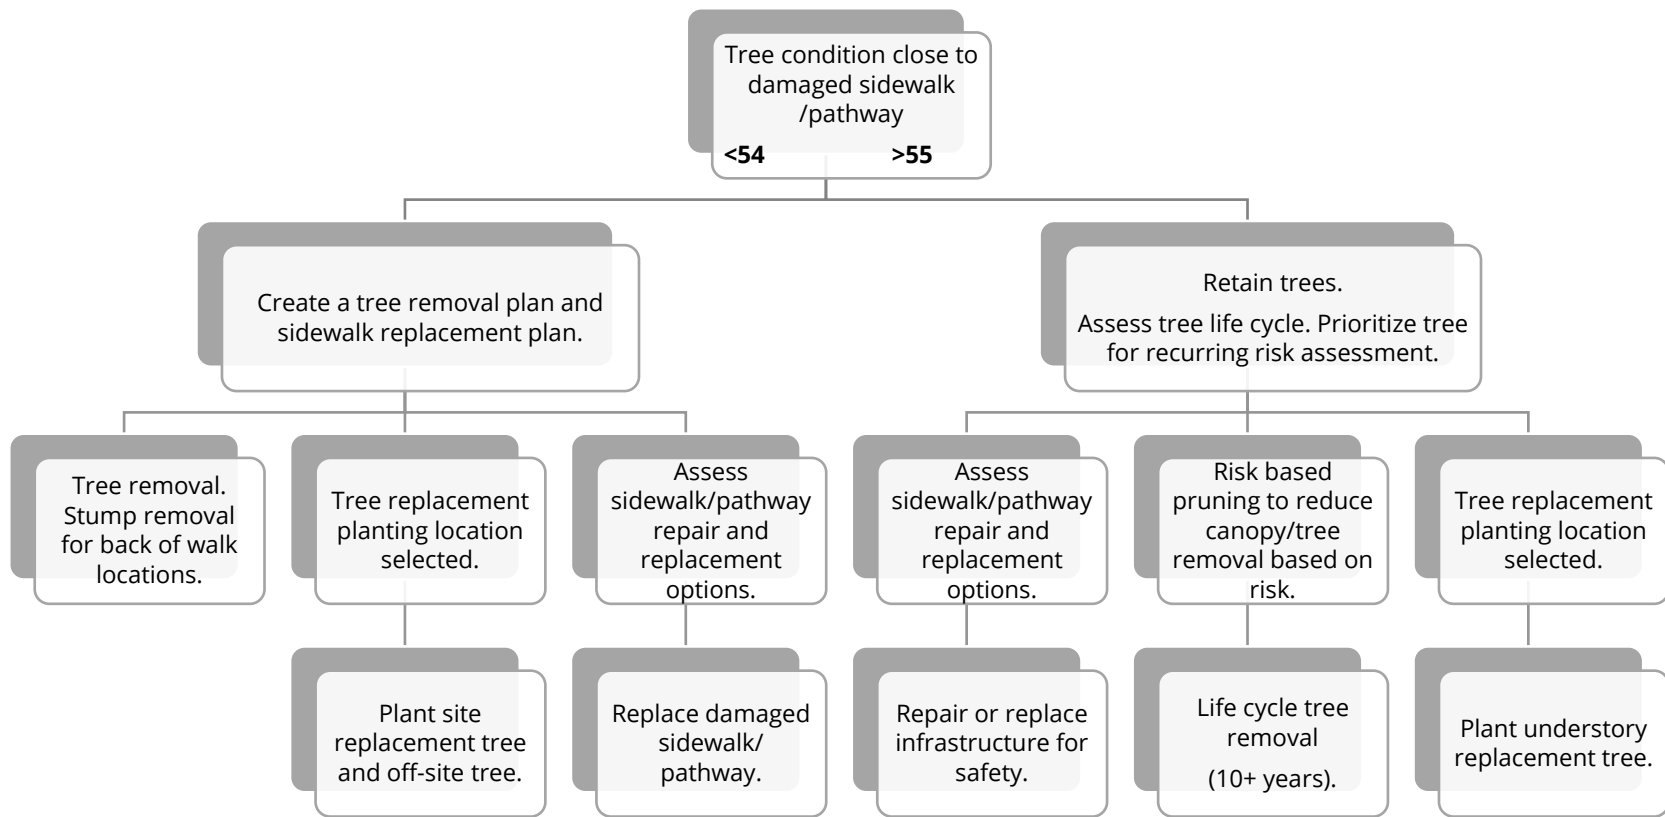 Tree condition close to
damaged sidewalk
/pathway
<54 >55
Create a tree removal plan and
sidewalk replacement plan.
Retain trees.
Assess tree life cycle. Prioritize tree
for recurring risk assessment.
Tree removal.
Stump removal
for back of walk
locations.
Tree replacement
planting location
selected.
Assess
sidewalk/pathway
repair and
replacement
options.
Assess
sidewalk/pathway
repair and
replacement
options.
Risk based
pruning to reduce
canopy/tree
removal based on
risk.
Tree replacement
planting location
selected.
Plant site
replacement tree
and off-site tree.
Replace damaged
sidewalk/
pathway.
Repair or replace
infrastructure for
safety.
Life cycle tree
removal
(10+ years).
Plant understory
replacement tree.